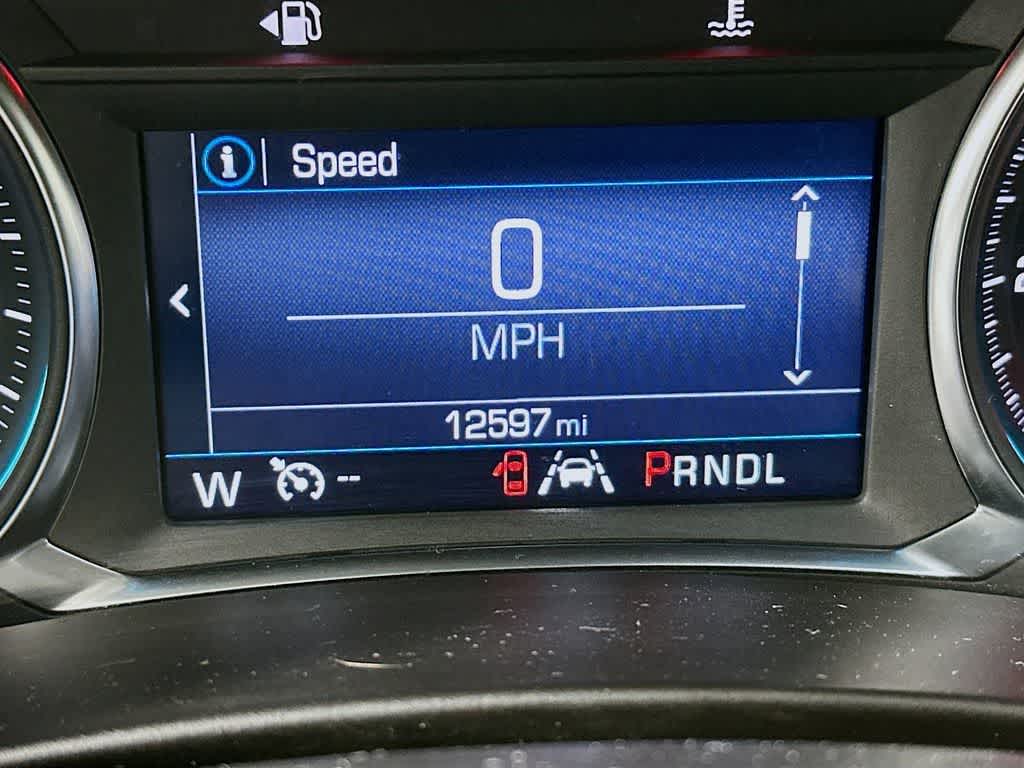 Speed
0
MPH
12597 mi
W -- PRNDL